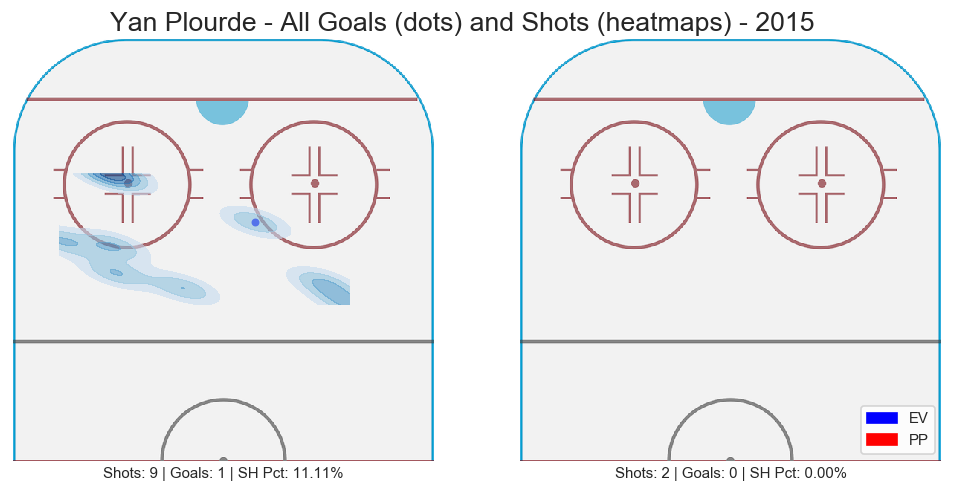 Yan Plourde - All Goals (dots) and Shots (heatmaps) - 2015
EV
PP
Shots: 9 | Goals: 1 | SH Pct: 11.11%
Shots: 2 | Goals: 0 | SH Pct: 0.00%